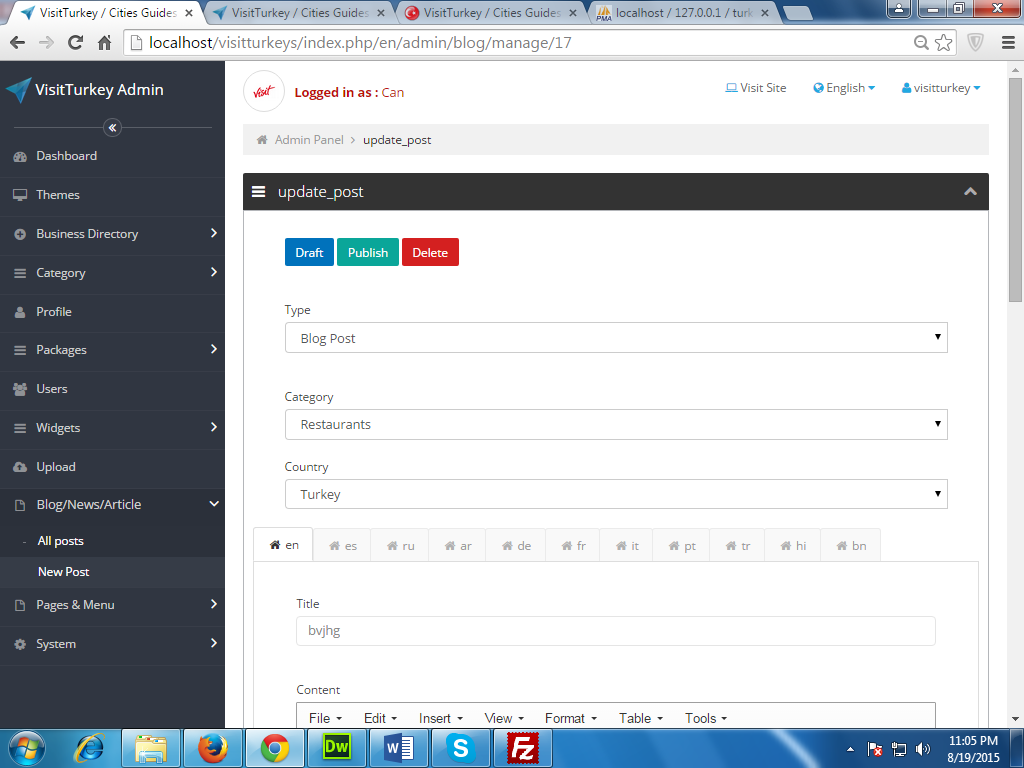 VisitTurkey / Cities Guides
VisitTurkey / Cities Guides
VisitTurkey / Cities Guides
PMA localhost / 127.0.0.1 / turk
localhost/visitturkeys/index.php/en/admin/blog/manage/17
VisitTurkey Admin
Dashboard
Themes
Business Directory
Category
Profile
Packages
Users
Widgets
Upload
Blog/News/Article
- All posts
New Post
Pages & Menu
System
visit
Logged in as : Can
Visit Site
English
visitturkey
Admin Panel > update_post
update_post
Draft Publish Delete
Type
Blog Post
Category
Restaurants
Country
Turkey
en es ru ar de fr it pt tr hi bn
Title
bvjhg
Content
File Edit Insert View Format Table Tools
Dw
W
S
Fz
11:05 PM
8/19/2015